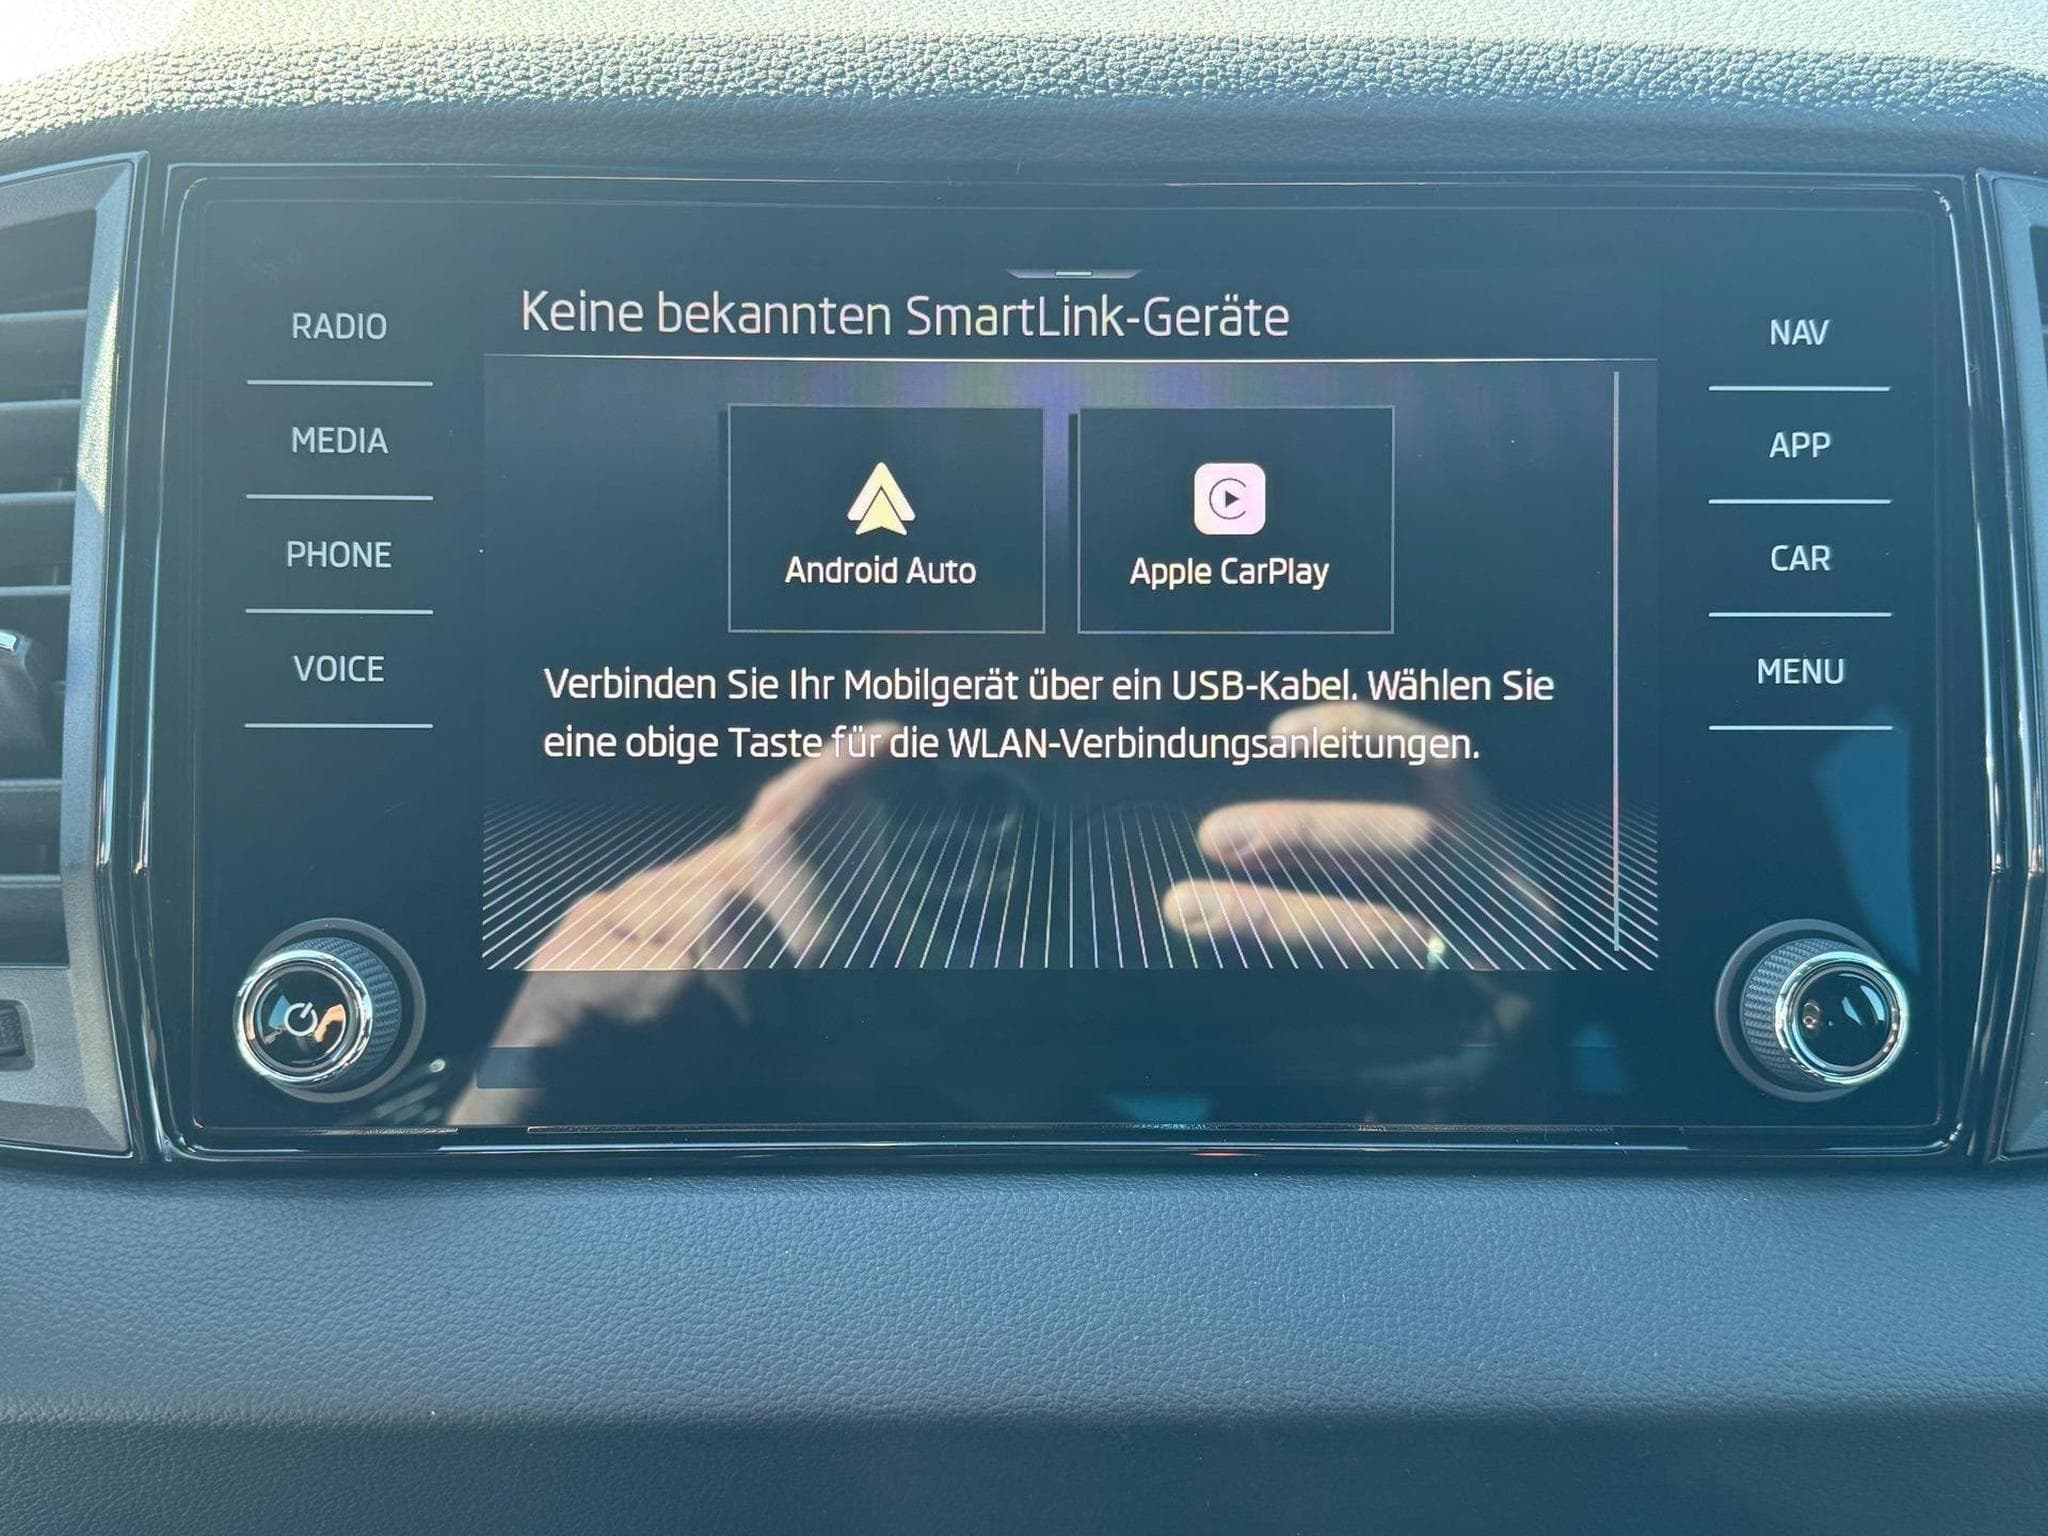 Keine bekannten SmartLink-Geräte
RADIO
MEDIA
PHONE
VOICE
Android Auto
Apple CarPlay
Verbinden Sie Ihr Mobilgerät über ein USB-Kabel. Wählen Sie
eine obige Taste für die WLAN-Verbindungsanleitungen.
NAV
APP
CAR
MENU